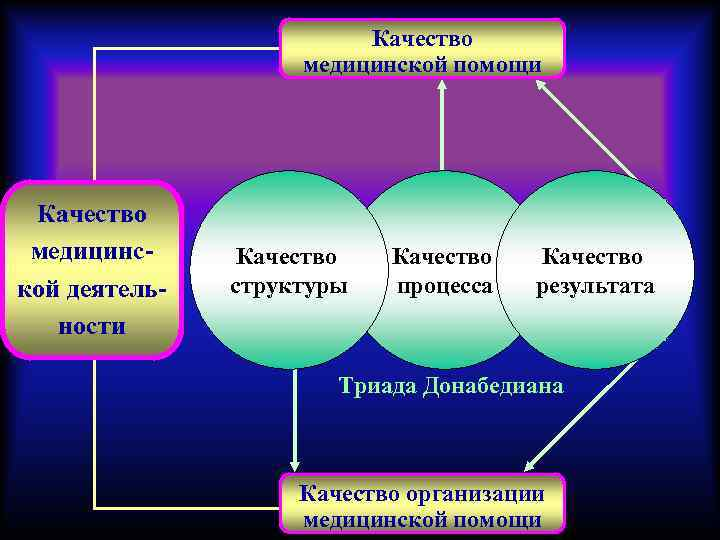 Качество
медицинской помощи
Качество
медицинс-
кой деятель-
ности
Качество
структуры
Качество
процесса
Качество
результата
Триада Донабедиана
Качество организации
медицинской помощи